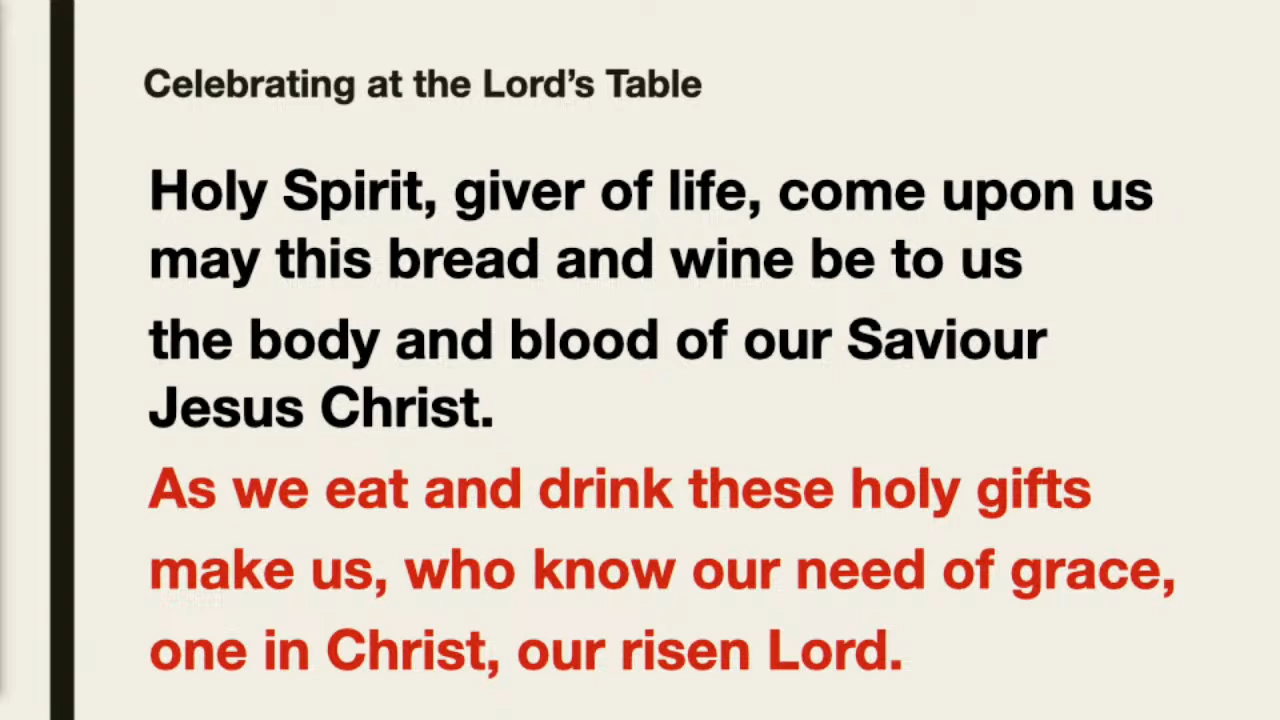 Celebrating at the Lord’s Table
Holy Spirit, giver of life, come upon us
may this bread and wine be to us
the body and blood of our Saviour
Jesus Christ.
As we eat and drink these holy gifts
make us, who know our need of grace,
one in Christ, our risen Lord.